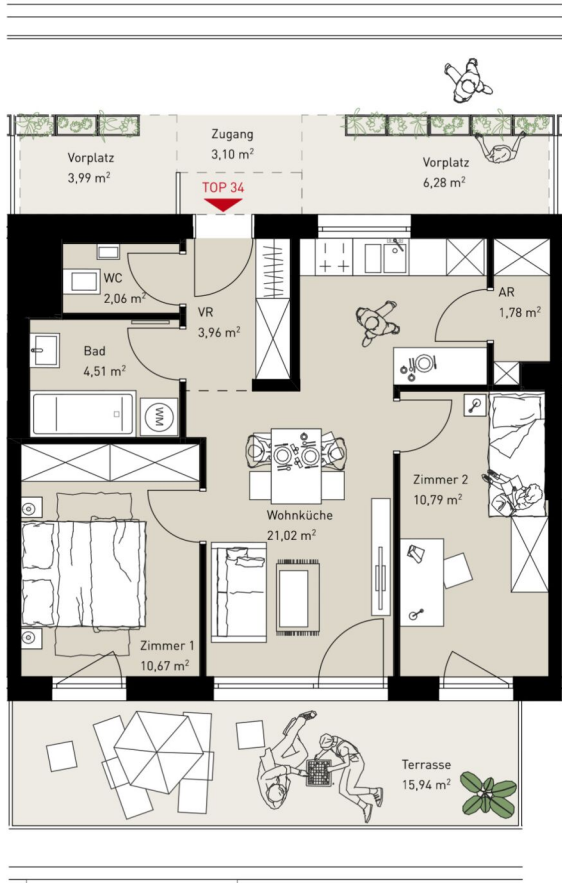 Zugang
3,10 m²
Vorplatz
3,99 m²
Vorplatz
6,28 m²
TOP 34
WC
2,06 m²
VR
3,96 m²
AR
1,78 m²
Bad
4,51 m²
WM
Zimmer 2
10,79 m²
Wohnküche
21,02 m²
Zimmer 1
10,67 m²
Terrasse
15,94 m²